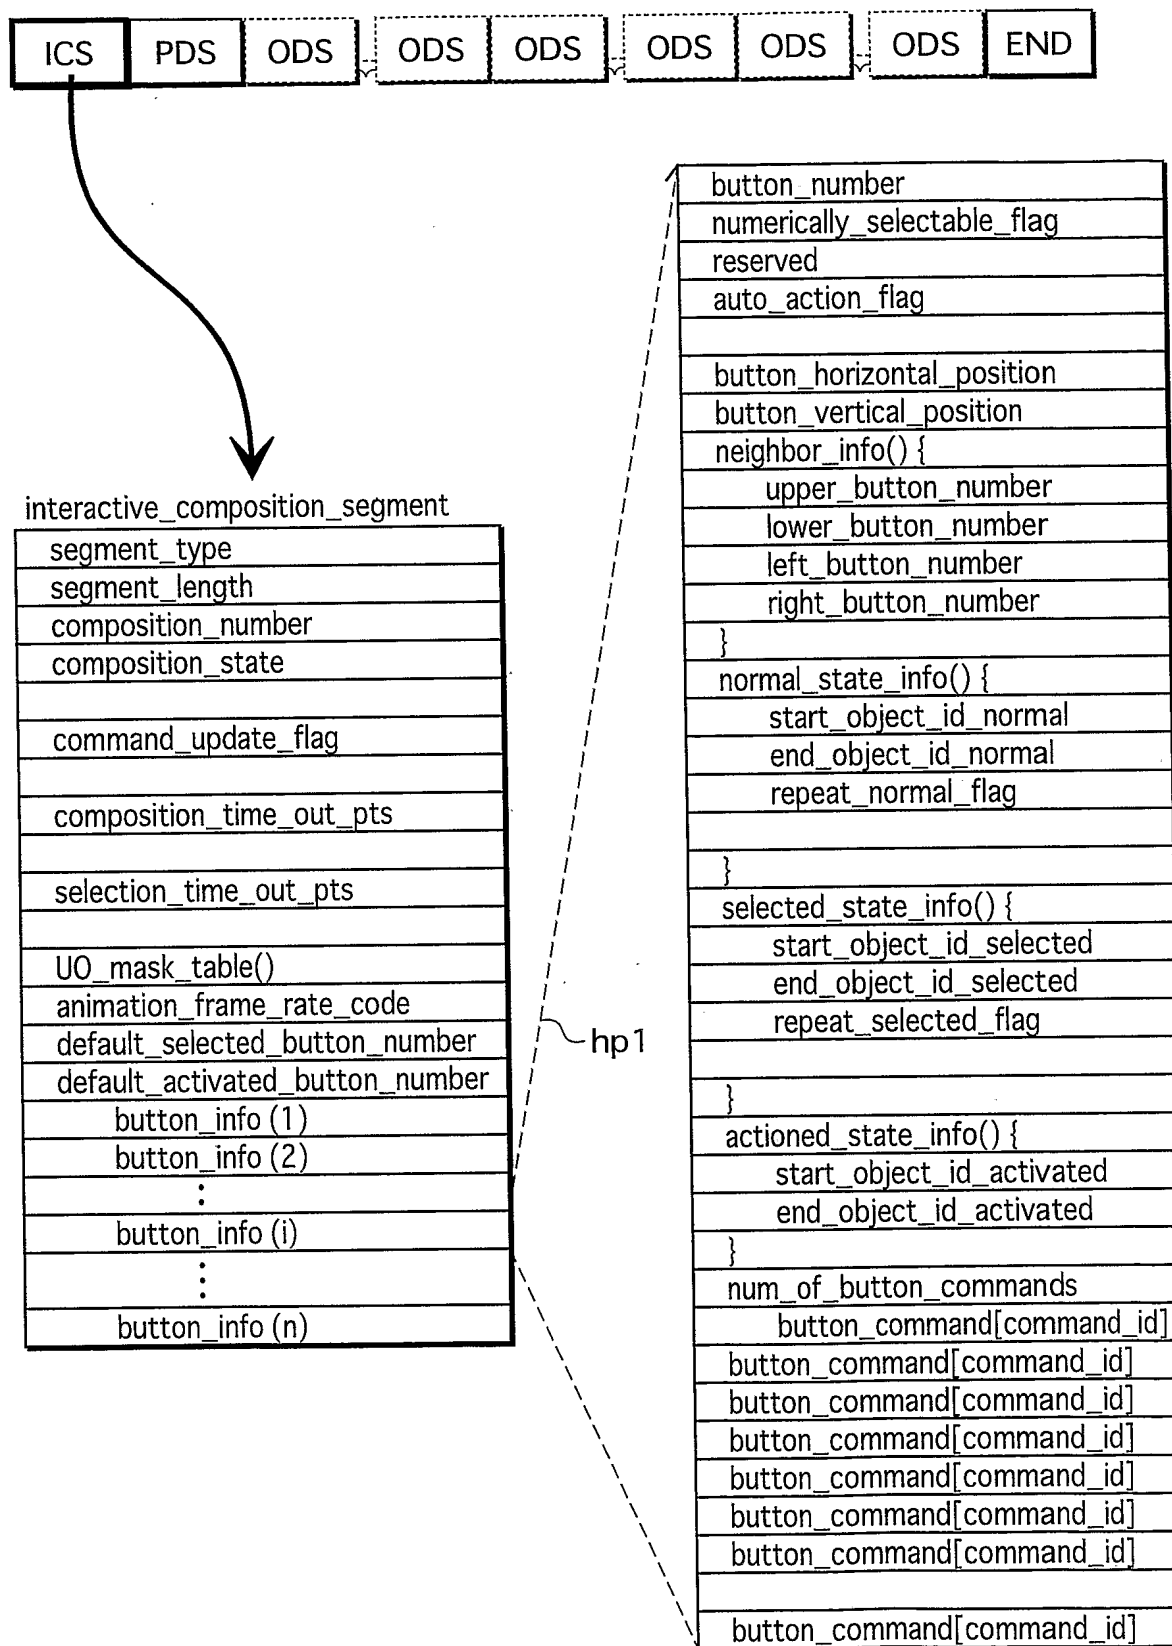 ICS PDS ODS ODS ODS ODS ODS ODS END
interactive_composition_segment
segment_type
segment_length
composition_number
composition_state
command_update_flag
composition_time_out_pts
selection_time_out_pts
UO_mask_table()
animation_frame_rate_code
default_selected_button_number
default_activated_button_number
button_info (1)
button_info (2)
⋮
button_info (i)
⋮
button_info (n)
hp1
button_number
numerically_selectable_flag
reserved
auto_action_flag
button_horizontal_position
button_vertical_position
neighbor_info() {
upper_button_number
lower_button_number
left_button_number
right_button_number
}
normal_state_info() {
start_object_id_normal
end_object_id_normal
repeat_normal_flag
}
selected_state_info() {
start_object_id_selected
end_object_id_selected
repeat_selected_flag
}
actioned_state_info() {
start_object_id_activated
end_object_id_activated
}
num_of_button_commands
button_command[command_id]
button_command[command_id]
button_command[command_id]
button_command[command_id]
button_command[command_id]
button_command[command_id]
button_command[command_id]
button_command[command_id]